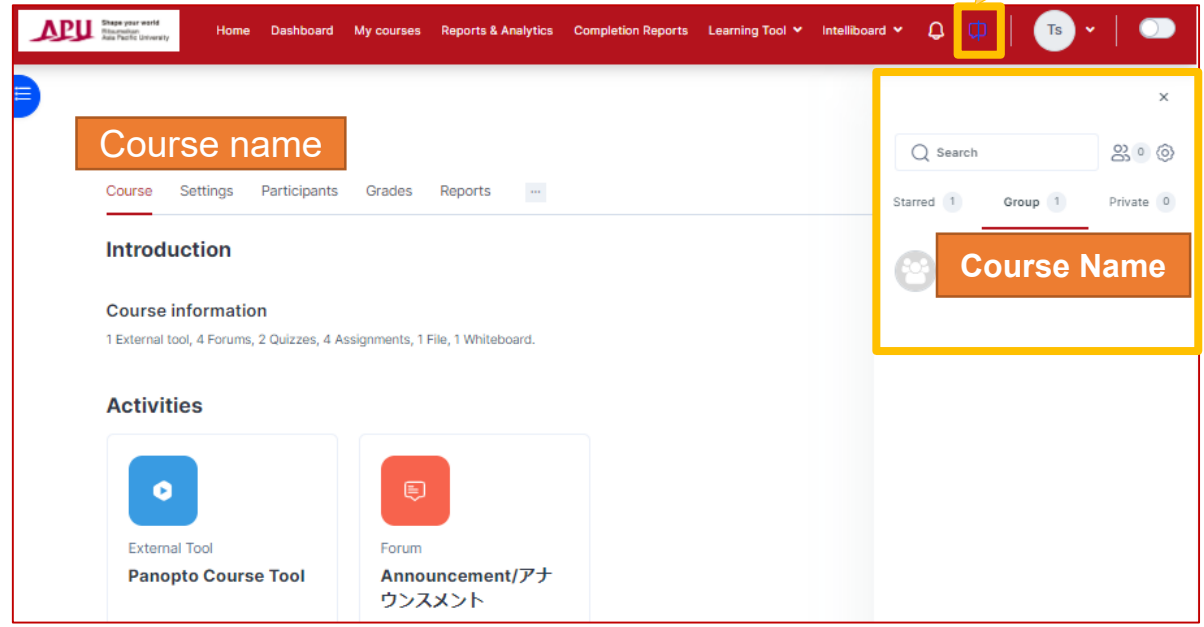 APU
Shape your world
Ritsumeikan
Asia Pacific University
Home Dashboard My courses Reports & Analytics Completion Reports Learning Tool Intelliboard Ts
Course name
Search 0
Course Settings Participants Grades Reports ...
Starred 1 Group 1 Private 0
Introduction
Course Name
Course information
1 External tool, 4 Forums, 2 Quizzes, 4 Assignments, 1 File, 1 Whiteboard.
Activities
External Tool
Panopto Course Tool
Forum
Announcement/アナ
ウンスメント